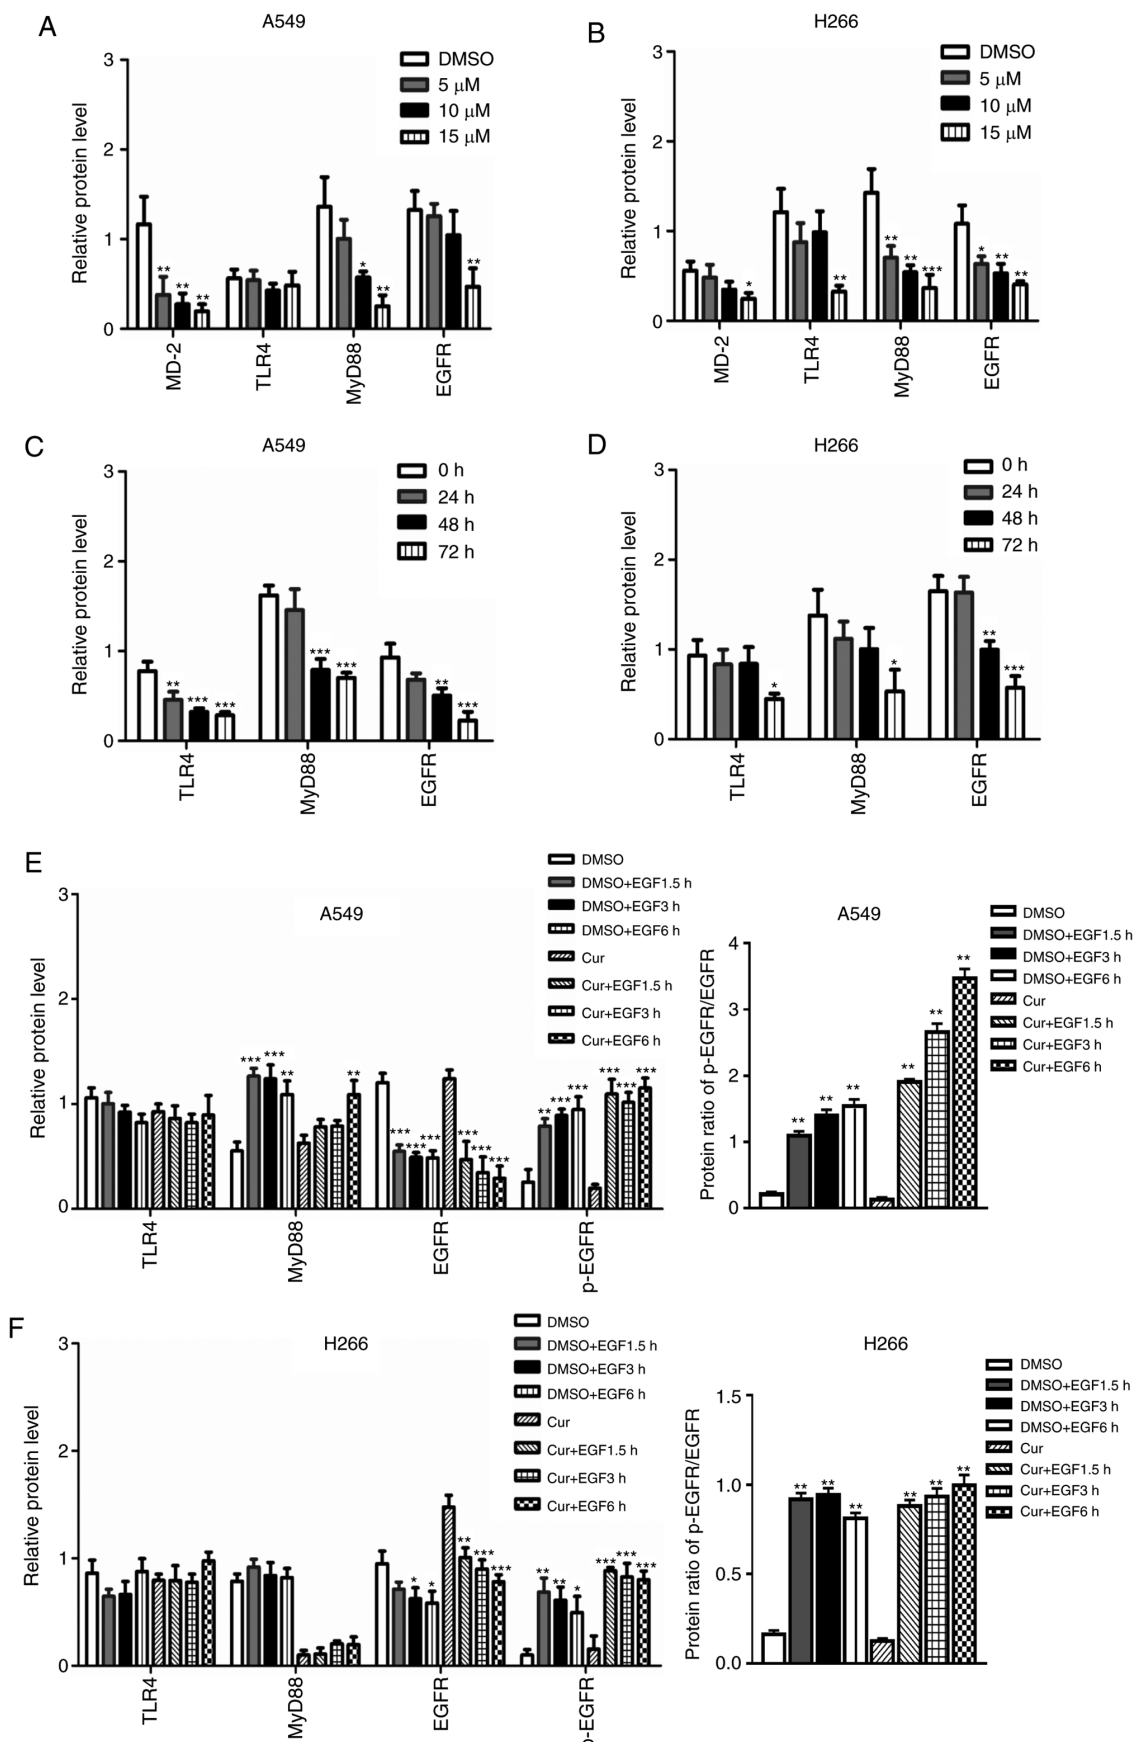 A
A549
3
2
1
0
Relative protein level
DMSO
5 μM
10 μM
15 μM
**
**
**
*
**
**
MD-2
TLR4
MyD88
EGFR
B
H266
3
2
1
0
Relative protein level
DMSO
5 μM
10 μM
15 μM
*
**
**
**
***
*
**
**
MD-2
TLR4
MyD88
EGFR
C
A549
3
2
1
0
Relative protein level
0 h
24 h
48 h
72 h
**
***
***
***
***
**
***
TLR4
MyD88
EGFR
D
H266
3
2
1
0
Relative protein level
0 h
24 h
48 h
72 h
*
*
**
***
TLR4
MyD88
EGFR
E
A549
3
2
1
0
Relative protein level
DMSO
DMSO+EGF1.5 h
DMSO+EGF3 h
DMSO+EGF6 h
Cur
Cur+EGF1.5 h
Cur+EGF3 h
Cur+EGF6 h
***
***
**
**
***
***
***
***
***
***
**
***
***
***
***
***
TLR4
MyD88
EGFR
p-EGFR
A549
4
3
2
1
0
Protein ratio of p-EGFR/EGFR
DMSO
DMSO+EGF1.5 h
DMSO+EGF3 h
DMSO+EGF6 h
Cur
Cur+EGF1.5 h
Cur+EGF3 h
Cur+EGF6 h
**
**
**
**
**
**
F
H266
3
2
1
0
Relative protein level
DMSO
DMSO+EGF1.5 h
DMSO+EGF3 h
DMSO+EGF6 h
Cur
Cur+EGF1.5 h
Cur+EGF3 h
Cur+EGF6 h
*
*
**
***
***
**
**
*
***
***
***
TLR4
MyD88
EGFR
p-EGFR
H266
1.5
1.0
0.5
0.0
Protein ratio of p-EGFR/EGFR
DMSO
DMSO+EGF1.5 h
DMSO+EGF3 h
DMSO+EGF6 h
Cur
Cur+EGF1.5 h
Cur+EGF3 h
Cur+EGF6 h
**
**
**
**
**
**